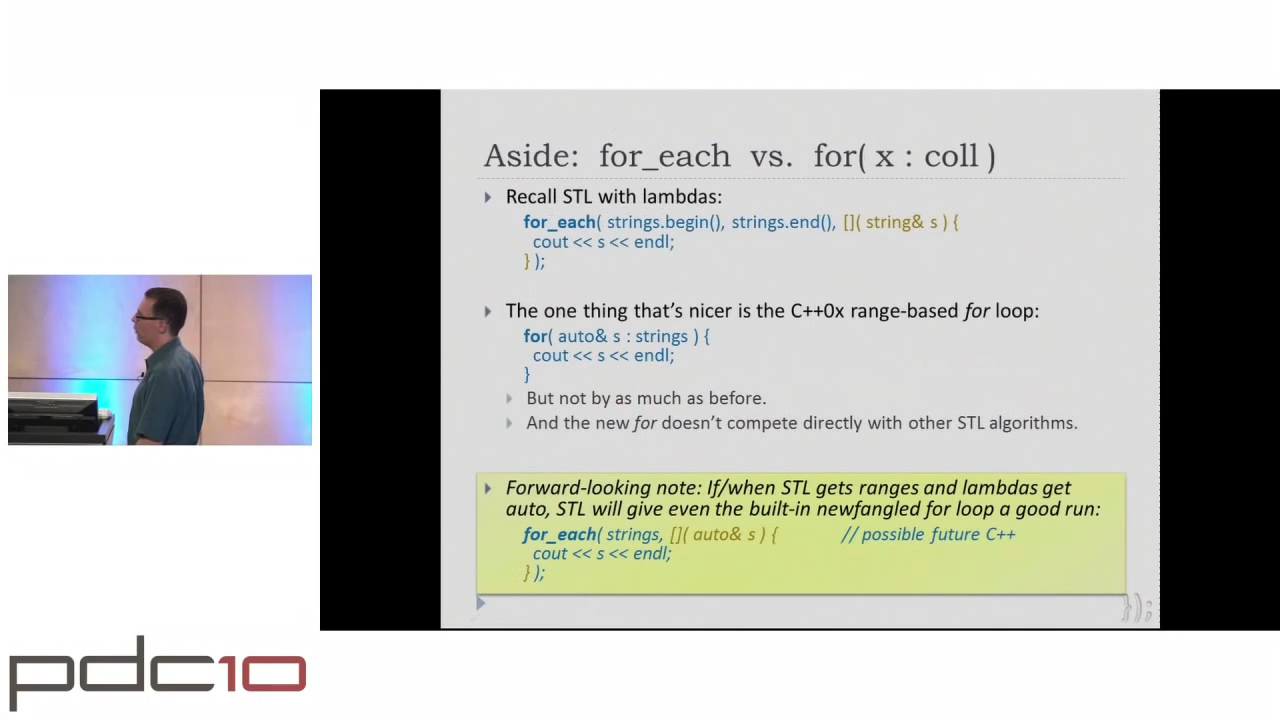 Aside: for_each vs. for( x : coll )
Recall STL with lambdas:
for_each( strings.begin(), strings.end(), []( string& s ) {
cout << s << endl;
} );
The one thing that's nicer is the C++0x range-based for loop:
for( auto& s : strings ) {
cout << s << endl;
}
But not by as much as before.
And the new for doesn't compete directly with other STL algorithms.
Forward-looking note: If/when STL gets ranges and lambdas get
auto, STL will give even the built-in newfangled for loop a good run:
for_each( strings, []( auto& s ) { // possible future C++
cout << s << endl;
} );
});
pdc10